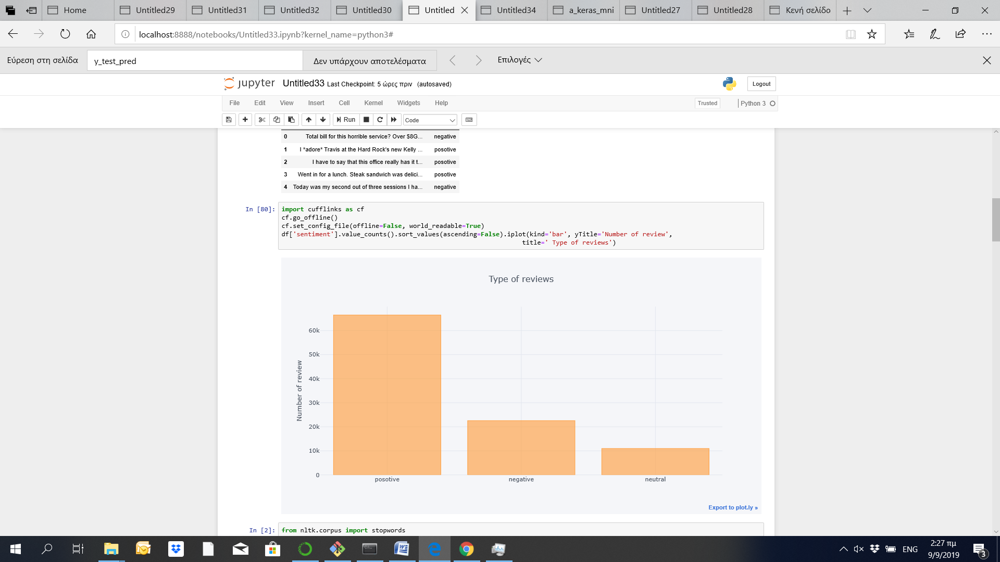 Home
Untitled29
Untitled31
Untitled32
Untitled30
Untitled
Untitled34
a_keras_mni
Untitled27
Untitled28
Κενή σελίδο
localhost:8888/notebooks/Untitled33.ipynb?kernel_name=python3#
Εύρεση στη σελίδα
y_test_pred
Δεν υπάρχουν αποτελέσματα
Επιλογές
jupyter Untitled33 Last Checkpoint: 5 ώρες πριν (autosaved)
Logout
File Edit View Insert Cell Kernel Widgets Help
Trusted
Python 3
Run
Code
0 Total bill for this horrible service? Over $8G... negative
1 I *adore* Travis at the Hard Rock's new Kelly ... posotive
2 I have to say that this office really has it t... posotive
3 Went in for a lunch. Steak sandwich was delici... posotive
4 Today was my second out of three sessions I ha... negative
In [80]: import cufflinks as cf
cf.go_offline()
cf.set_config_file(offline=False, world_readable=True)
df['sentiment'].value_counts().sort_values(ascending=False).iplot(kind='bar', yTitle='Number of review',
title=' Type of reviews')
Type of reviews
Number of review
60k
50k
40k
30k
20k
10k
0
posotive
negative
neutral
Export to plot.ly »
In [2]: from nltk.corpus import stopwords
ENG
2:27 πμ
9/9/2019
3